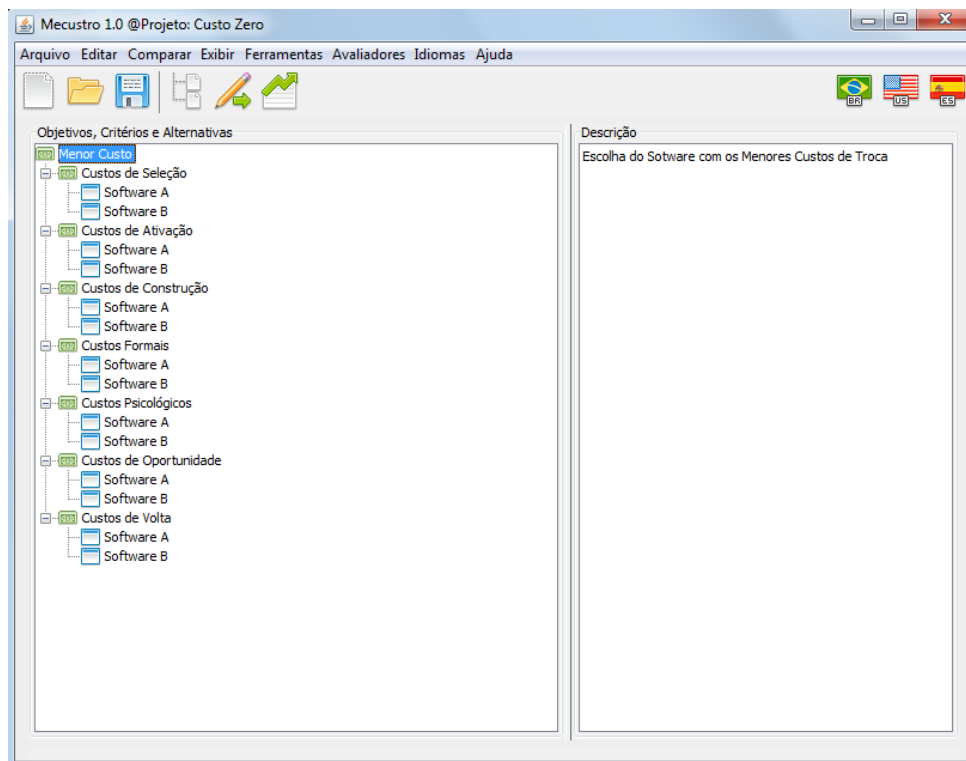 Mecustro 1.0 @Projeto: Custo Zero
Arquivo Editar Comparar Exibir Ferramentas Avaliadores Idiomas Ajuda
BR US ES
Objetivos, Critérios e Alternativas
Menor Custo
Custos de Seleção
Software A
Software B
Custos de Ativação
Software A
Software B
Custos de Construção
Software A
Software B
Custos Formais
Software A
Software B
Custos Psicológicos
Software A
Software B
Custos de Oportunidade
Software A
Software B
Custos de Volta
Software A
Software B
Descrição
Escolha do Sotware com os Menores Custos de Troca